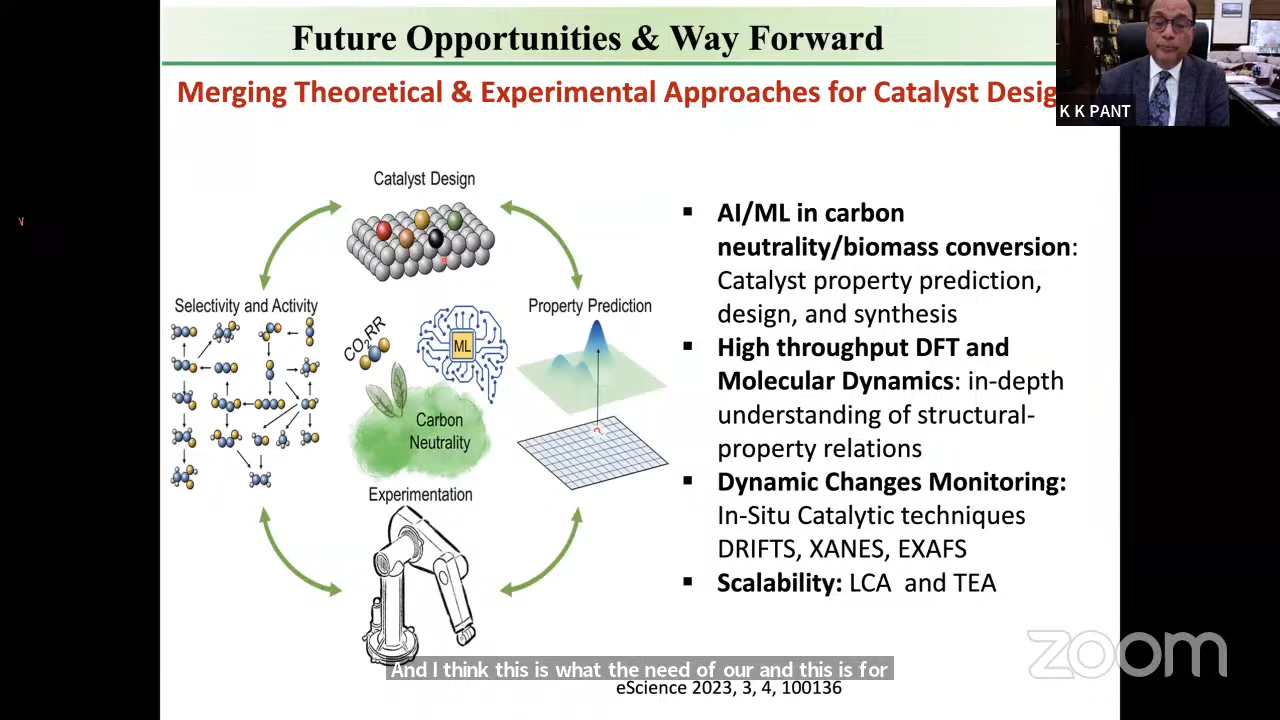 Future Opportunities & Way Forward
Merging Theoretical & Experimental Approaches for Catalyst Desig
K K PANT
Catalyst Design
Selectivity and Activity
Property Prediction
CO2RR
ML
Carbon
Neutrality
Experimentation
▪ AI/ML in carbon
neutrality/biomass conversion:
Catalyst property prediction,
design, and synthesis
▪ High throughput DFT and
Molecular Dynamics: in-depth
understanding of structural-
property relations
▪ Dynamic Changes Monitoring:
In-Situ Catalytic techniques
DRIFTS, XANES, EXAFS
▪ Scalability: LCA and TEA
zoom
And I think this is what the need of our and this is for
eScience 2023, 3, 4, 100136